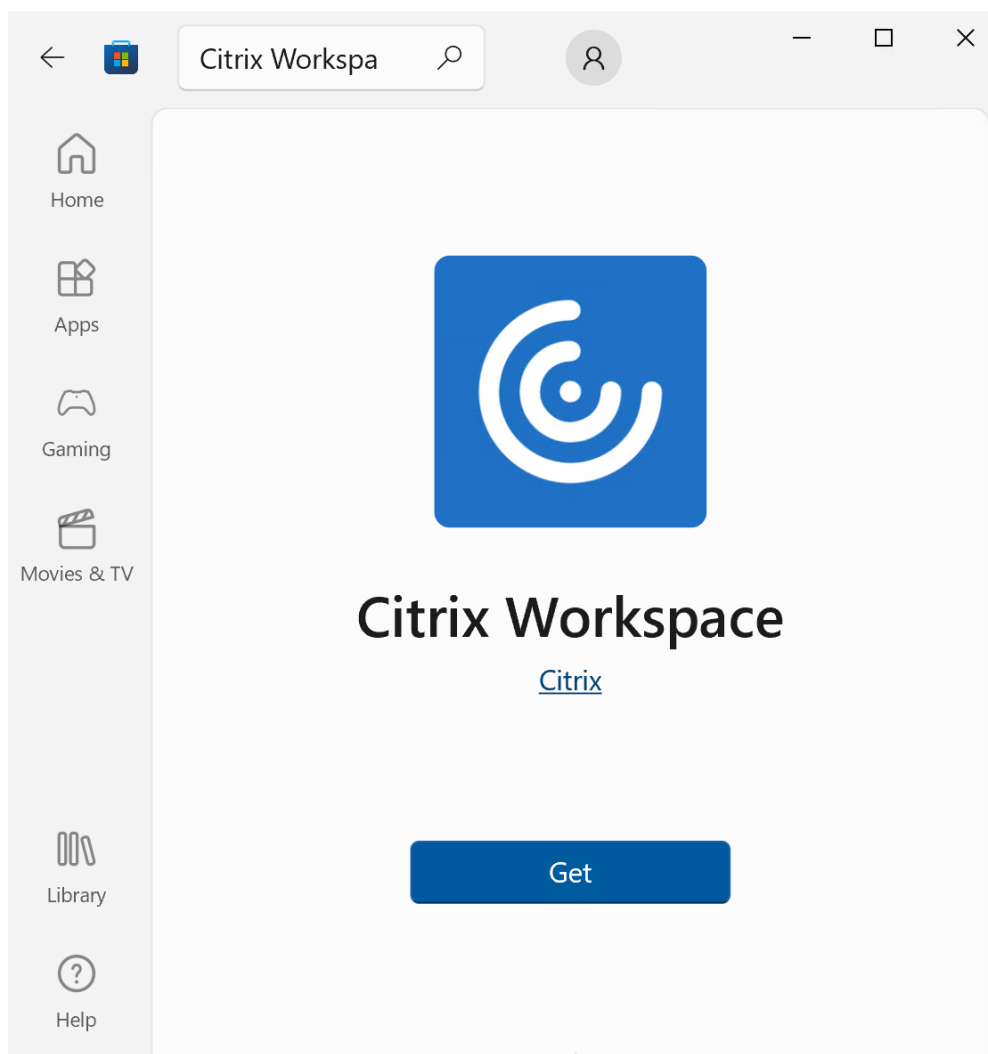 Citrix Workspa
Home
Apps
Gaming
Movies & TV
Citrix Workspace
Citrix
Get
Library
Help